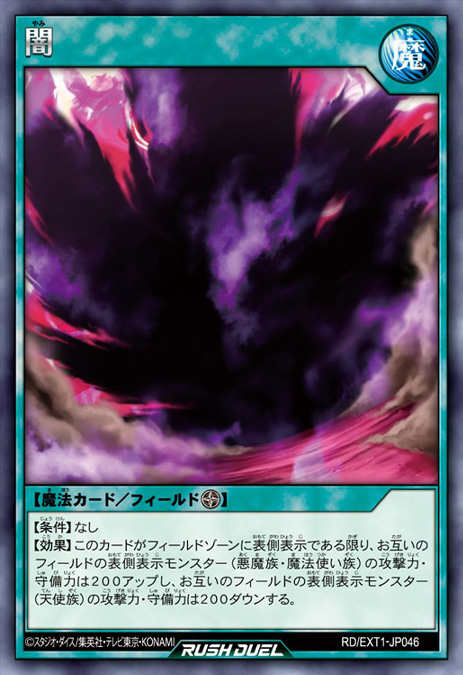 闇
魔
【魔法カード／フィールド】
【条件】なし
【効果】このカードがフィールドゾーンに表側表示である限り、お互いの
フィールドの表側表示モンスター（悪魔族・魔法使い族）の攻撃力・
守備力は２００アップし、お互いのフィールドの表側表示モンスター
（天使族）の攻撃力・守備力は２００ダウンする。
©スタジオ・ダイス/集英社・テレビ東京・KONAMI
RUSH DUEL
RD/EXT1-JP046